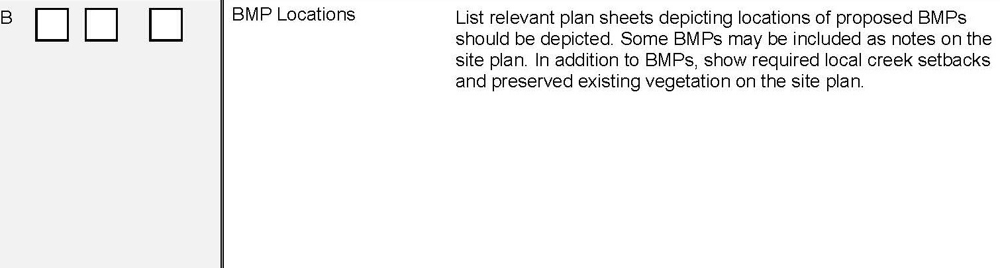 B
BMP Locations
List relevant plan sheets depicting locations of proposed BMPs
should be depicted. Some BMPs may be included as notes on the
site plan. In addition to BMPs, show required local creek setbacks
and preserved existing vegetation on the site plan.